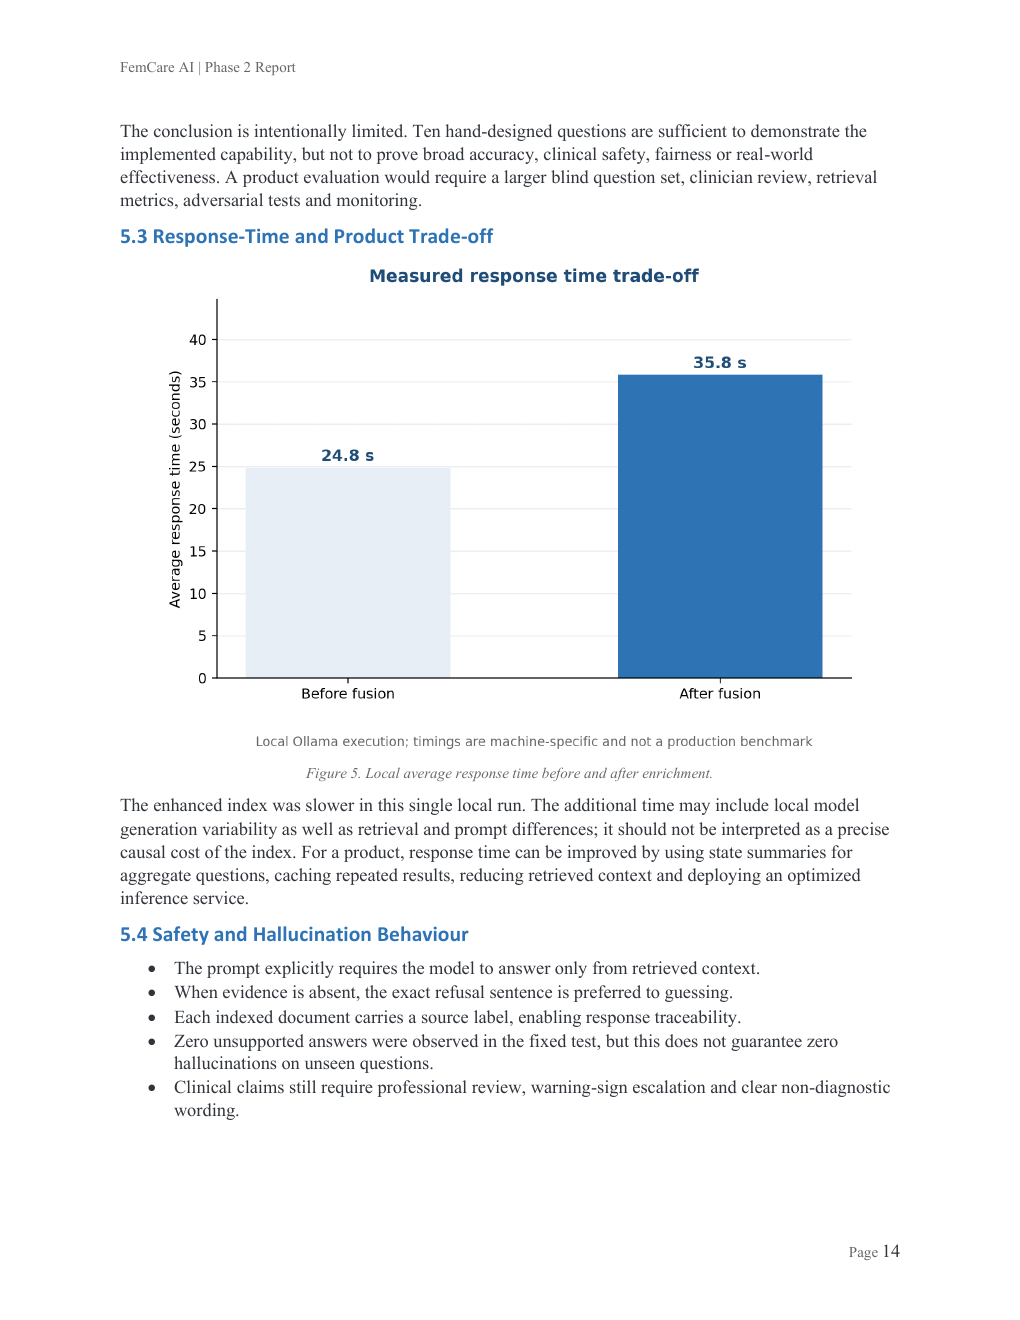 FemCare AI | Phase 2 Report
The conclusion is intentionally limited. Ten hand-designed questions are sufficient to demonstrate the
implemented capability, but not to prove broad accuracy, clinical safety, fairness or real-world
effectiveness. A product evaluation would require a larger blind question set, clinician review, retrieval
metrics, adversarial tests and monitoring.
5.3 Response-Time and Product Trade-off
Measured response time trade-off
Average response time (seconds)
40
35
30
25
20
15
10
5
0
24.8 s
35.8 s
Before fusion
After fusion
Local Ollama execution; timings are machine-specific and not a production benchmark
Figure 5. Local average response time before and after enrichment.
The enhanced index was slower in this single local run. The additional time may include local model
generation variability as well as retrieval and prompt differences; it should not be interpreted as a precise
causal cost of the index. For a product, response time can be improved by using state summaries for
aggregate questions, caching repeated results, reducing retrieved context and deploying an optimized
inference service.
5.4 Safety and Hallucination Behaviour
• The prompt explicitly requires the model to answer only from retrieved context.
• When evidence is absent, the exact refusal sentence is preferred to guessing.
• Each indexed document carries a source label, enabling response traceability.
• Zero unsupported answers were observed in the fixed test, but this does not guarantee zero
hallucinations on unseen questions.
• Clinical claims still require professional review, warning-sign escalation and clear non-diagnostic
wording.
Page 14